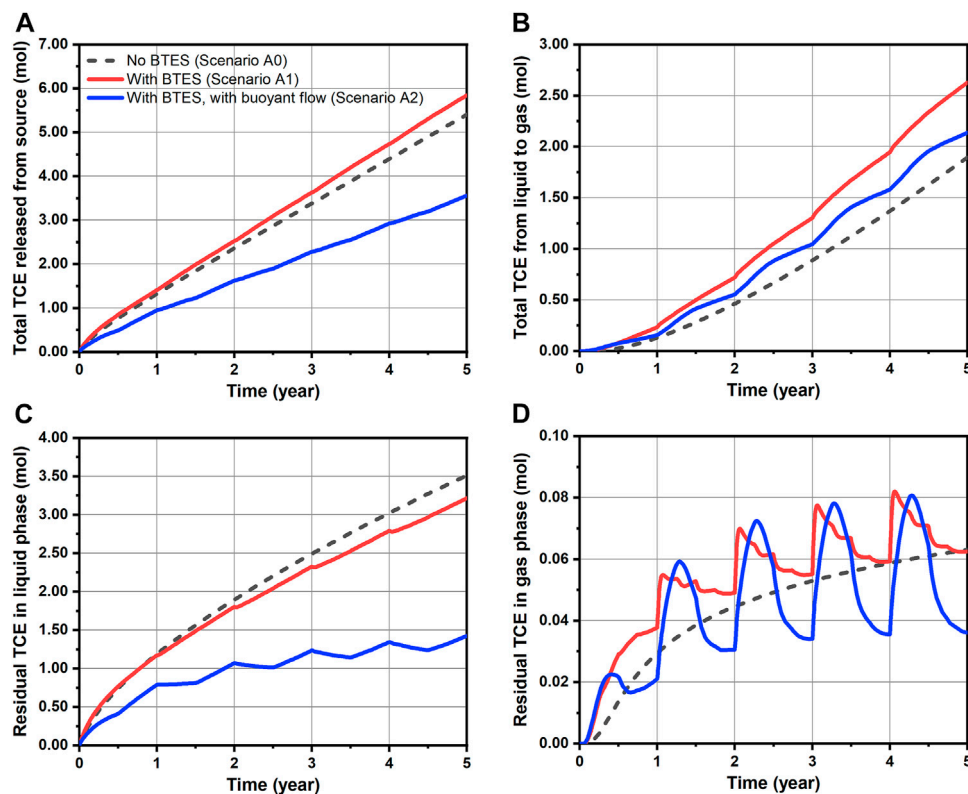 A
Total TCE released from source (mol)
7.00
6.00
5.00
4.00
3.00
2.00
1.00
0.00
No BTES (Scenario A0)
With BTES (Scenario A1)
With BTES, with buoyant flow (Scenario A2)
0 1 2 3 4 5
Time (year)
B
Total TCE from liquid to gas (mol)
3.00
2.50
2.00
1.50
1.00
0.50
0.00
0 1 2 3 4 5
Time (year)
C
Residual TCE in liquid phase (mol)
4.00
3.50
3.00
2.50
2.00
1.50
1.00
0.50
0.00
0 1 2 3 4 5
Time (year)
D
Residual TCE in gas phase (mol)
0.10
0.08
0.06
0.04
0.02
0.00
0 1 2 3 4 5
Time (year)